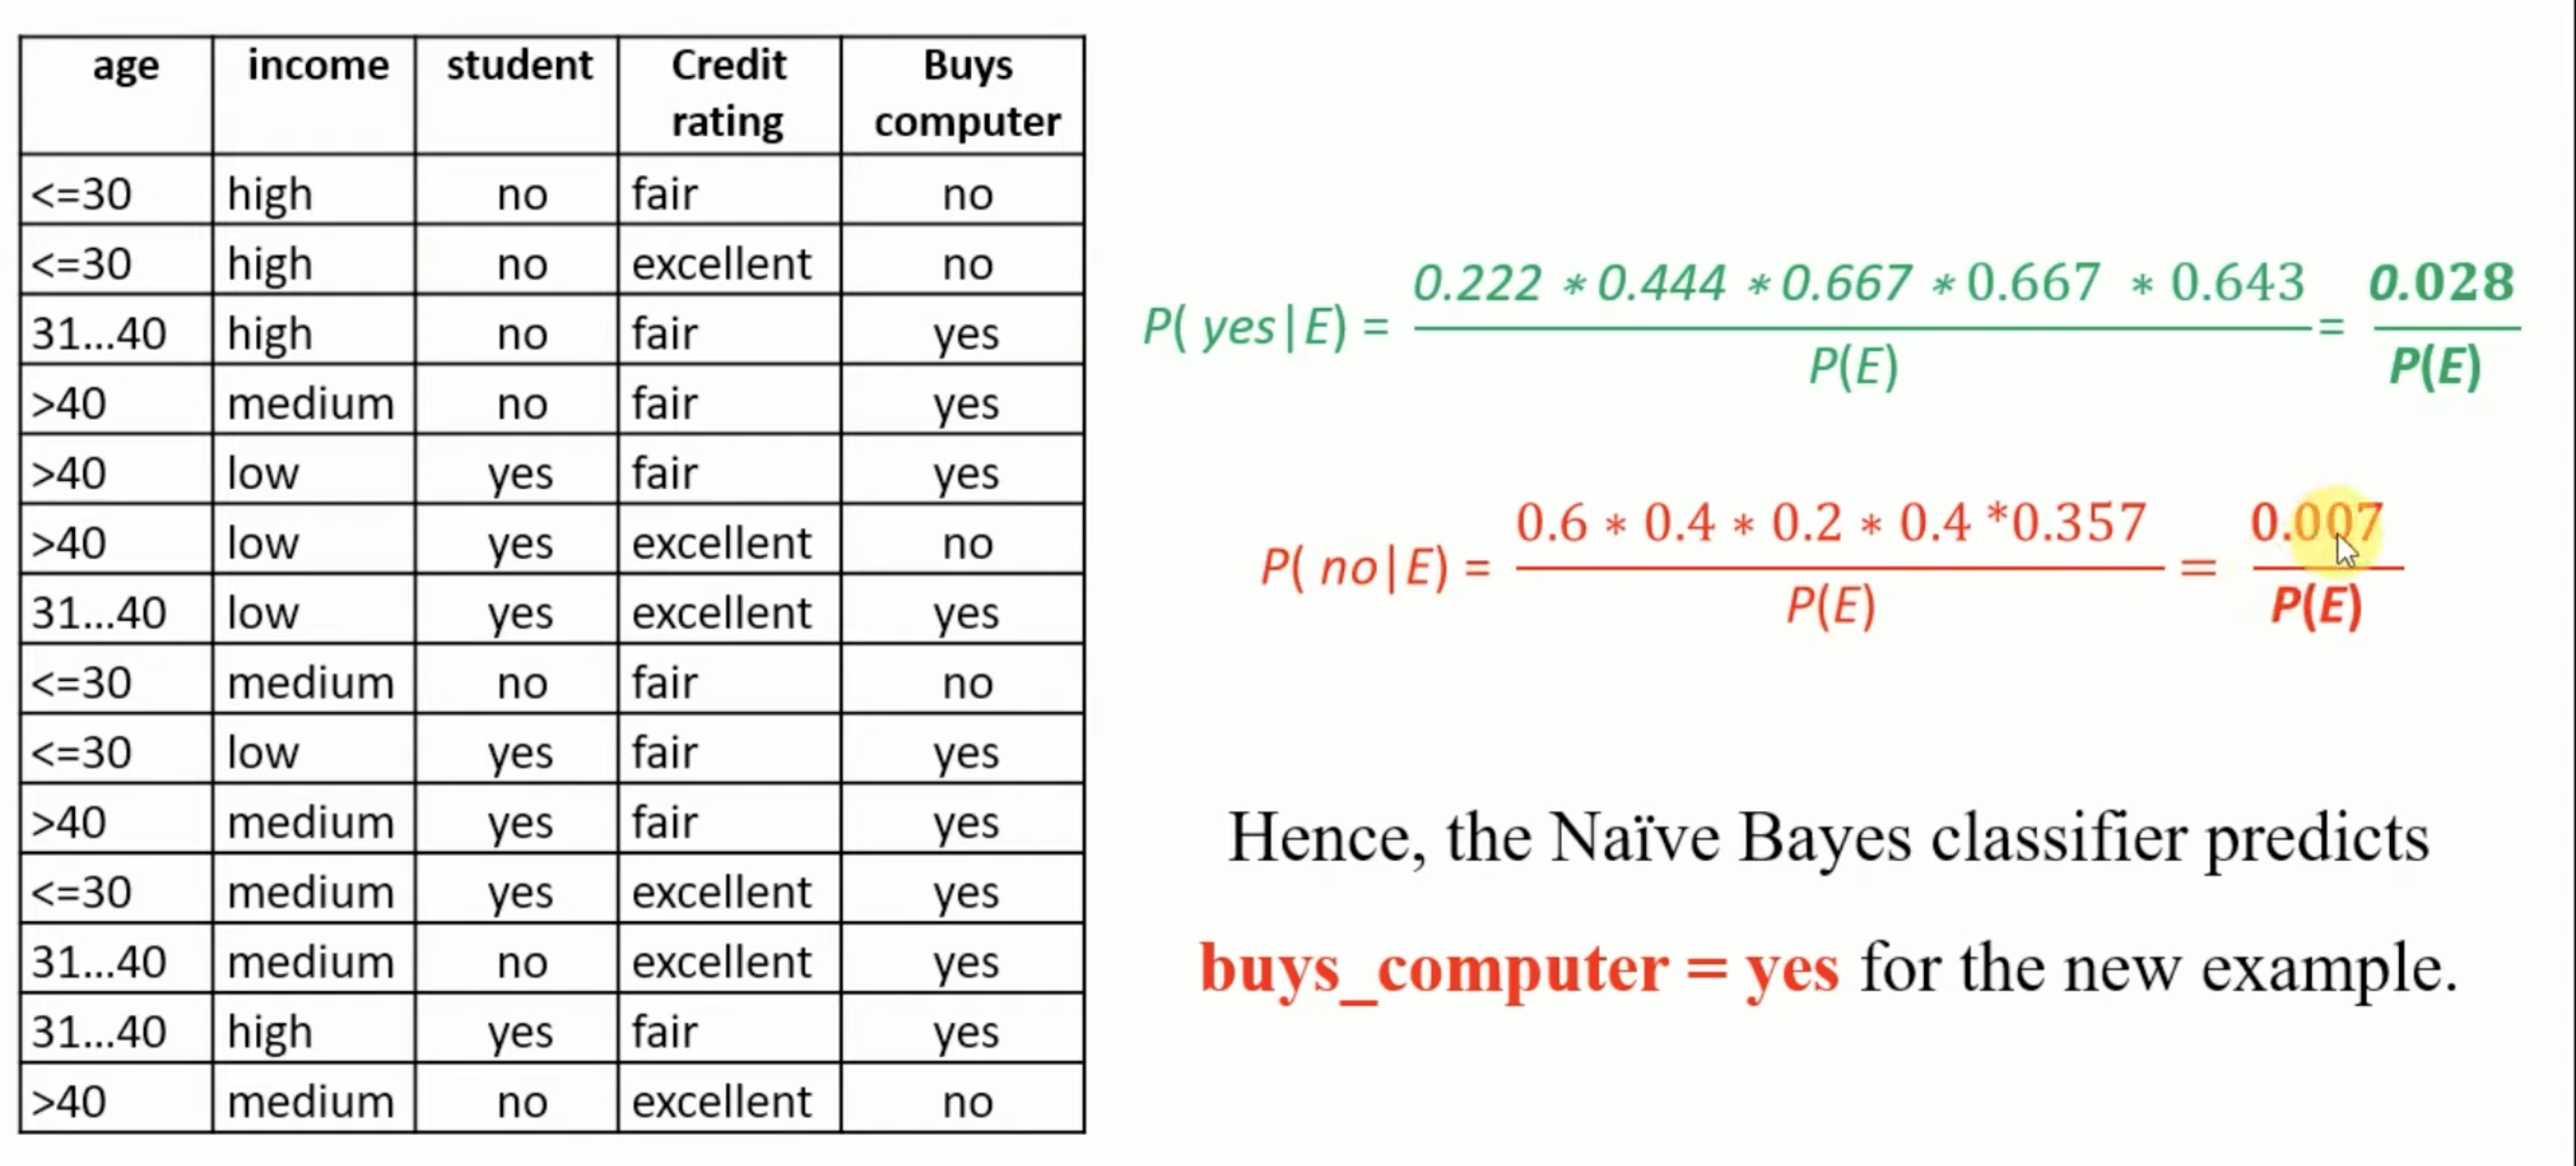 age income student Credit rating Buys computer
<=30 high no fair no
<=30 high no excellent no
31...40 high no fair yes
>40 medium no fair yes
>40 low yes fair yes
>40 low yes excellent no
31...40 low yes excellent yes
<=30 medium no fair no
<=30 low yes fair yes
>40 medium yes fair yes
<=30 medium yes excellent yes
31...40 medium no excellent yes
31...40 high yes fair yes
>40 medium no excellent no
0.222 * 0.444 * 0.667 * 0.667 * 0.643 0.028
P( yes|E) = =
P(E) P(E)
0.6 * 0.4 * 0.2 * 0.4 *0.357 0.007
P( no|E) = =
P(E) P(E)
Hence, the Naïve Bayes classifier predicts
buys_computer = yes for the new example.